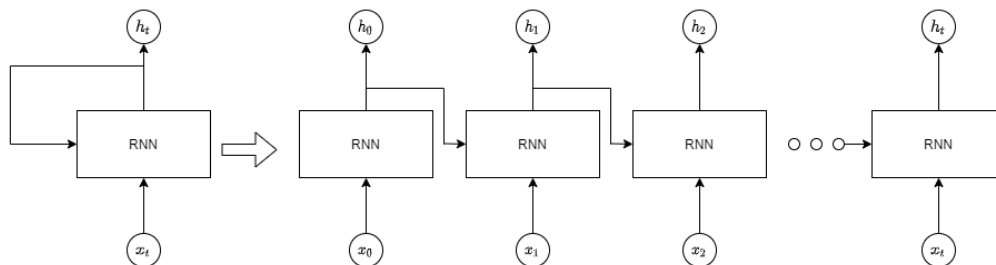 h_t h_0 h_1 h_2 h_t
RNN RNN RNN RNN RNN
x_t x_0 x_1 x_2 x_t